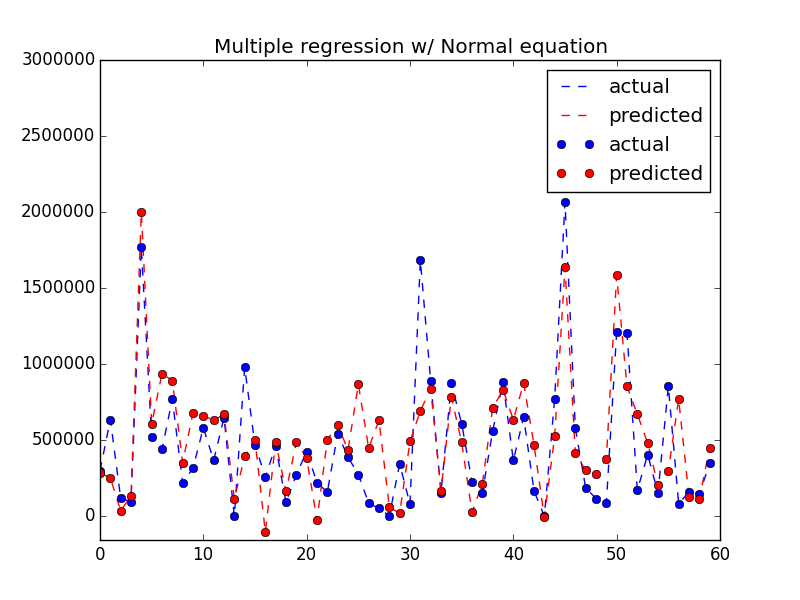 Multiple regression w/ Normal equation
3000000
2500000
2000000
1500000
1000000
500000
0
0 10 20 30 40 50 60
actual
predicted
actual
predicted